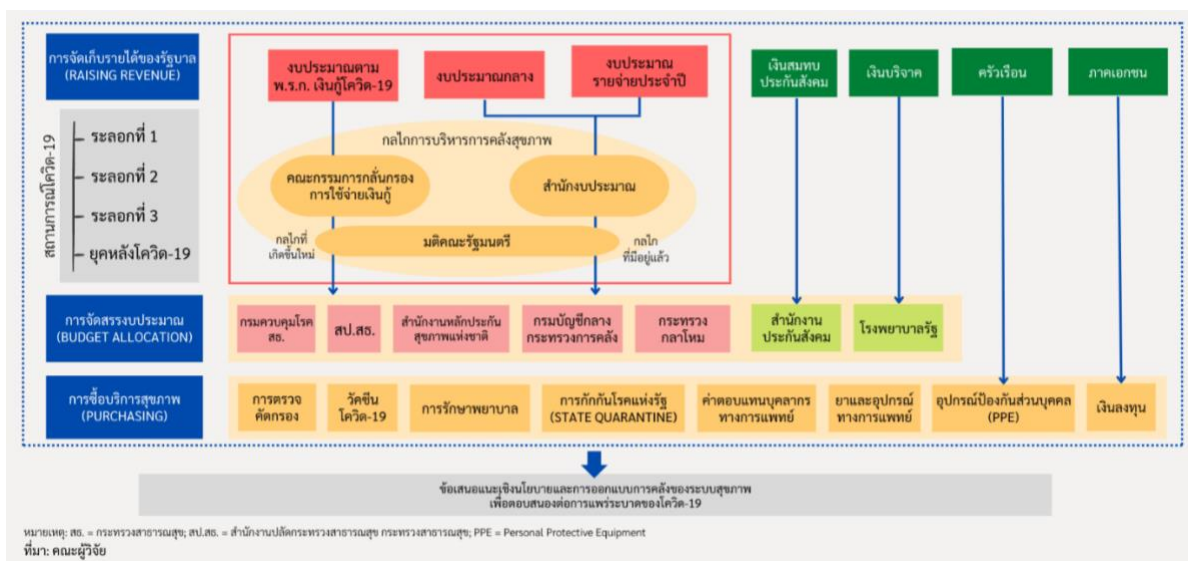 การจัดเก็บรายได้ของรัฐบาล
(RAISING REVENUE)
งบประมาณตาม
พ.ร.ก. เงินกู้โควิด-19
งบประมาณกลาง
งบประมาณ
รายจ่ายประจำปี
เงินสมทบ
ประกันสังคม
เงินบริจาค
ครัวเรือน
ภาคเอกชน
สถานการณ์โควิด-19
ระลอกที่ 1
ระลอกที่ 2
ระลอกที่ 3
ยุคหลังโควิด-19
กลไกการบริหารการคลังสุขภาพ
คณะกรรมการกลั่นกรอง
การใช้จ่ายเงินกู้
สำนักงบประมาณ
มติคณะรัฐมนตรี
กลไกที่
เกิดขึ้นใหม่
กลไก
ที่มีอยู่แล้ว
การจัดสรรงบประมาณ
(BUDGET ALLOCATION)
กรมควบคุมโรค
สธ.
สป.สธ.
สำนักงานหลักประกัน
สุขภาพแห่งชาติ
กรมบัญชีกลาง
กระทรวงการคลัง
กระทรวง
กลาโหม
สำนักงาน
ประกันสังคม
โรงพยาบาลรัฐ
การซื้อบริการสุขภาพ
(PURCHASING)
การตรวจ
คัดกรอง
วัคซีน
โควิด-19
การรักษาพยาบาล
การกักกันโรคแห่งรัฐ
(STATE QUARANTINE)
ค่าตอบแทนบุคลากร
ทางการแพทย์
ยาและอุปกรณ์
ทางการแพทย์
อุปกรณ์ป้องกันส่วนบุคคล
(PPE)
เงินลงทุน
ข้อเสนอแนะเชิงนโยบายและการออกแบบการคลังของระบบสุขภาพ
เพื่อตอบสนองต่อการแพร่ระบาดของโควิด-19
หมายเหตุ: สธ. = กระทรวงสาธารณสุข; สป.สธ. = สำนักงานปลัดกระทรวงสาธารณสุข กระทรวงสาธารณสุข; PPE = Personal Protective Equipment
ที่มา: คณะผู้วิจัย